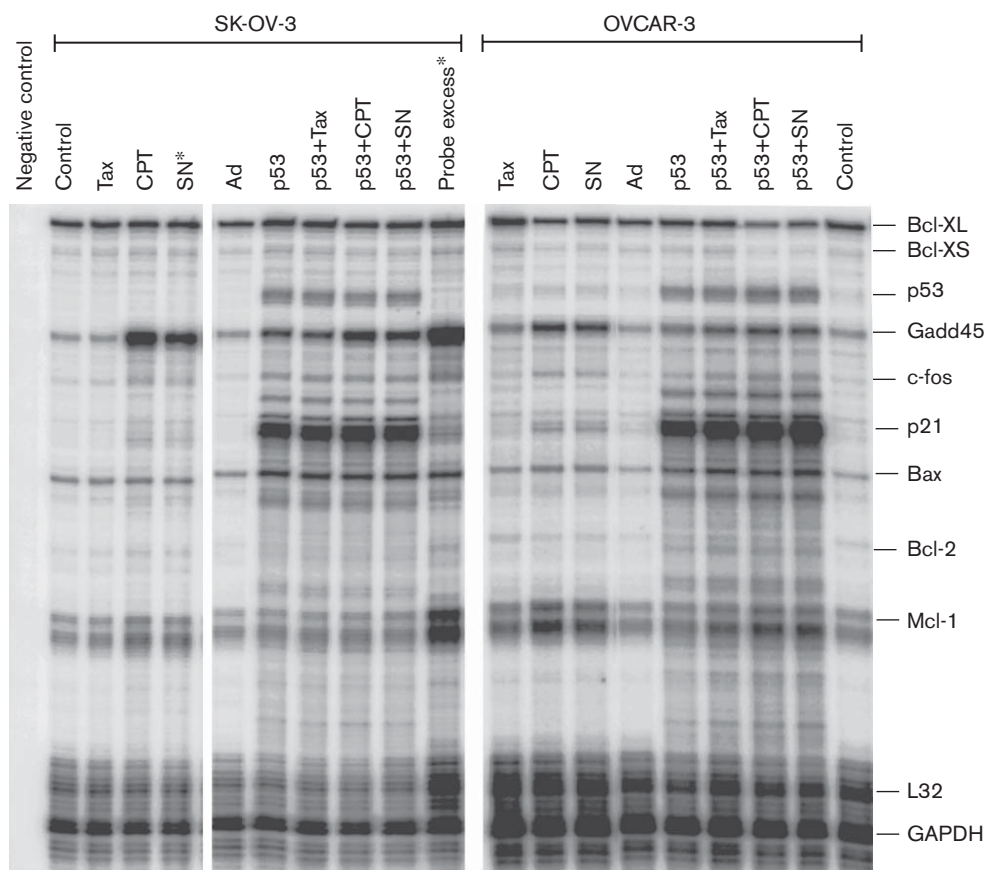 SK-OV-3
OVCAR-3
Negative control
Control
Tax
CPT
SN*
Ad
p53
p53+Tax
p53+CPT
p53+SN
Probe excess*
Tax
CPT
SN
Ad
p53
p53+Tax
p53+CPT
p53+SN
Control
Bcl-XL
Bcl-XS
p53
Gadd45
c-fos
p21
Bax
Bcl-2
Mcl-1
L32
GAPDH